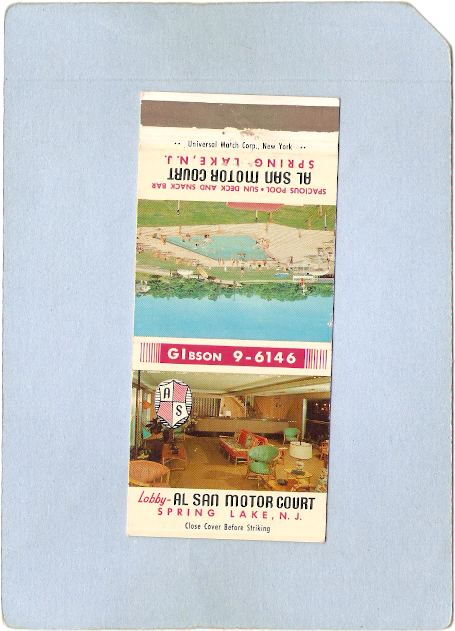 Universal Match Corp., New York
SPRING LAKE, N.J.
AL SAN MOTOR COURT
SPACIOUS POOL • SUN DECK AND SNACK BAR
GIBSON 9-6146
A
S
Lobby- AL SAN MOTOR COURT
SPRING LAKE, N. J.
Close Cover Before Striking